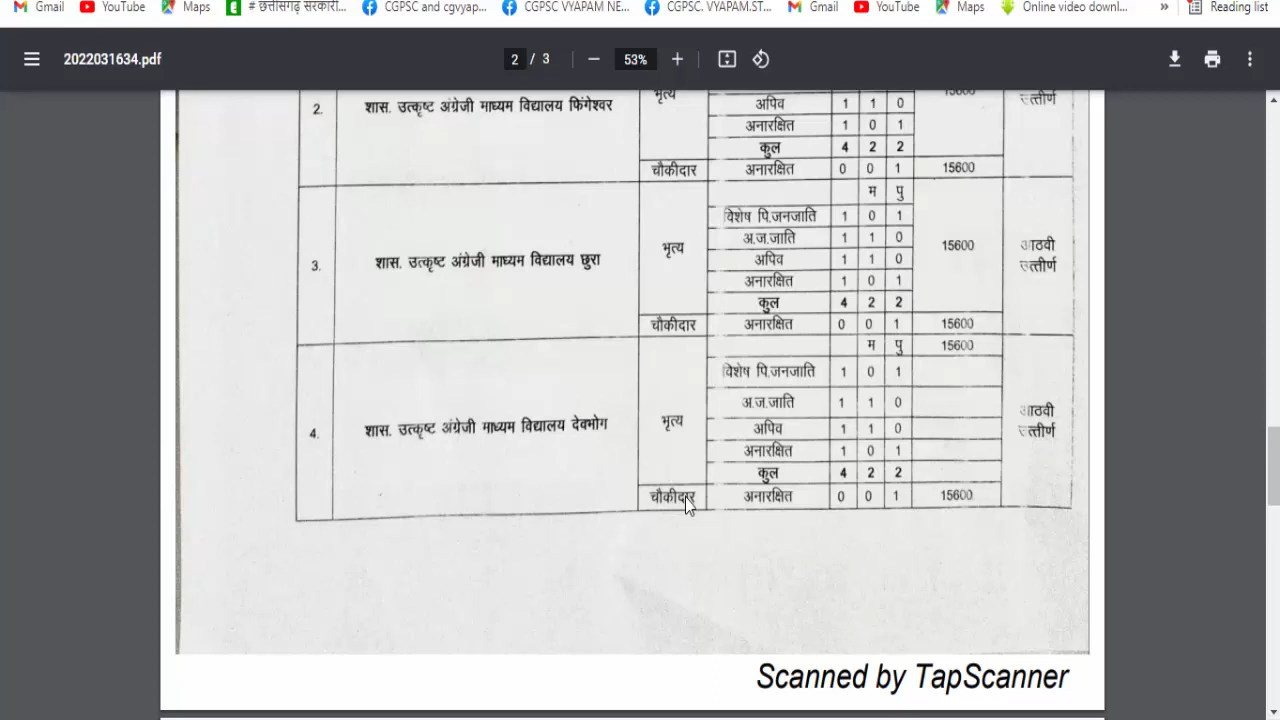 Gmail YouTube Maps # छत्तीसगढ़ सरकारी... CGPSC and cgvyap... CGPSC VYAPAM NE... CGPSC. VYAPAM.ST... Gmail YouTube Maps Online video downl... » Reading list
2022031634.pdf 2 / 3 − 53% +
2. शास. उत्कृष्ट अंग्रेजी माध्यम विद्यालय फिंगेश्वर भृत्य 15600
अपिव 1 1 0
अनारक्षित 1 0 1
कुल 4 2 2
चौकीदार अनारक्षित 0 0 1 15600
म पु
विशेष पि.जनजाति 1 0 1
अ.ज.जाति 1 1 0
3. शास. उत्कृष्ट अंग्रेजी माध्यम विद्यालय छुरा भृत्य 15600 आठवी
अपिव 1 1 0 उत्तीर्ण
अनारक्षित 1 0 1
कुल 4 2 2
चौकीदार अनारक्षित 0 0 1 15600
म पु 15600
विशेष पि.जनजाति 1 0 1
अ.ज.जाति 1 1 0
4. शास. उत्कृष्ट अंग्रेजी माध्यम विद्यालय देवभोग भृत्य आठवी
अपिव 1 1 0 उत्तीर्ण
अनारक्षित 1 0 1
कुल 4 2 2
चौकीदार अनारक्षित 0 0 1 15600
Scanned by TapScanner